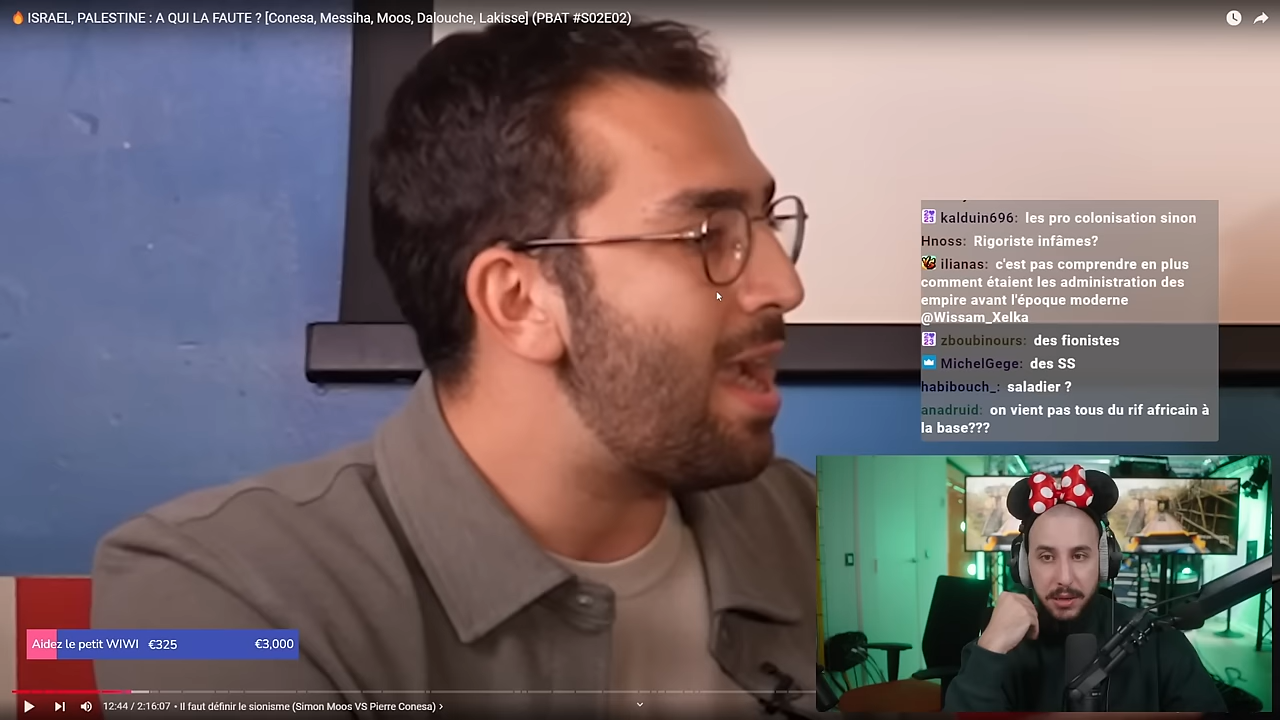 🔥ISRAEL, PALESTINE : A QUI LA FAUTE ? [Conesa, Messiha, Moos, Dalouche, Lakisse] (PBAT #S02E02)
kalduin696: les pro colonisation sinon
Hnoss: Rigoriste infâmes?
ilianas: c'est pas comprendre en plus
comment étaient les administration des
empire avant l'époque moderne
@Wissam_Xelka
zboubinours: des fionistes
MichelGege: des SS
habibouch_: saladier ?
anadruid: on vient pas tous du rif africain à
la base???
Aidez le petit WIWI €325 €3,000
12:44 / 2:16:07 • Il faut définir le sionisme (Simon Moos VS Pierre Conesa) >